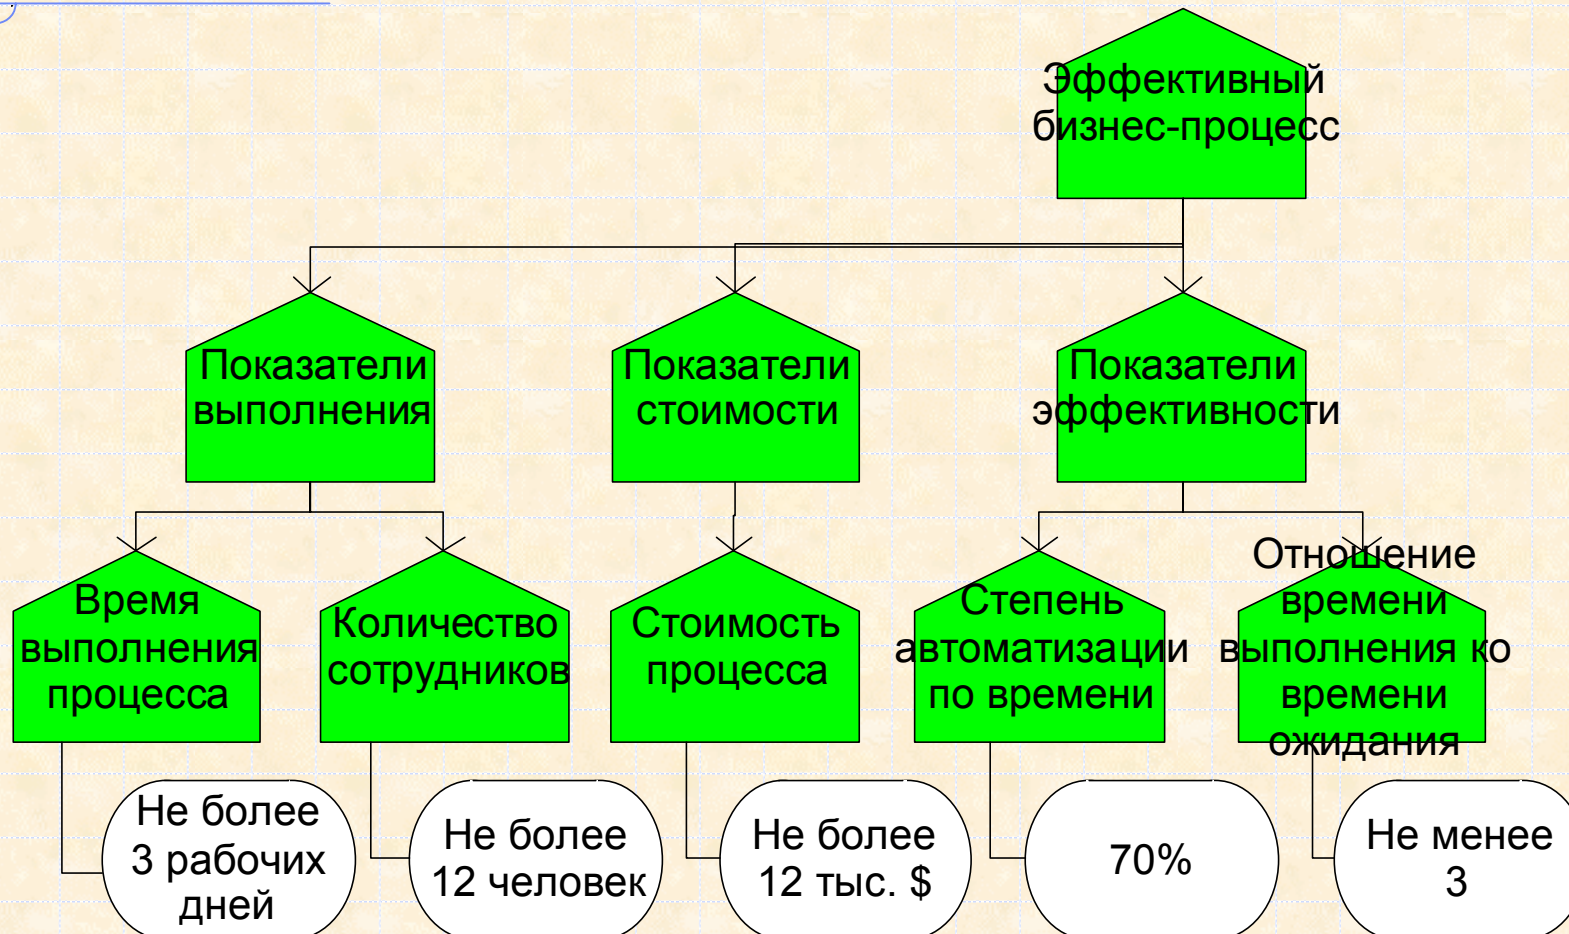 Эффективный
бизнес-процесс
Показатели
выполнения
Показатели
стоимости
Показатели
эффективности
Время
выполнения
процесса
Количество
сотрудников
Стоимость
процесса
Степень
автоматизации
по времени
Отношение
времени
выполнения ко
времени
ожидания
Не более
3 рабочих
дней
Не более
12 человек
Не более
12 тыс. $
70%
Не менее
3